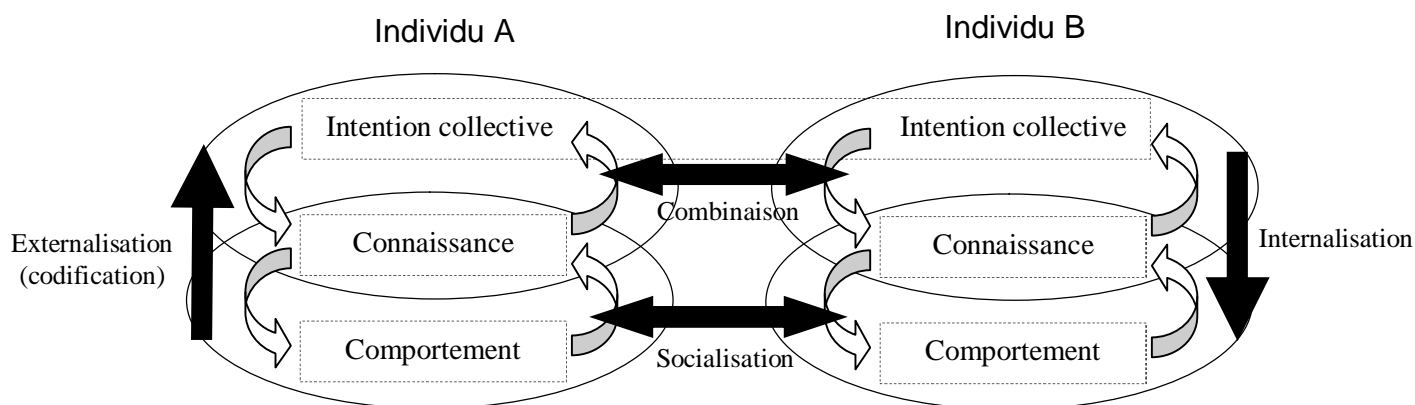 Individu A
Individu B
Intention collective
Intention collective
Combinaison
Externalisation
(codification)
Connaissance
Connaissance
Internalisation
Comportement
Socialisation
Comportement